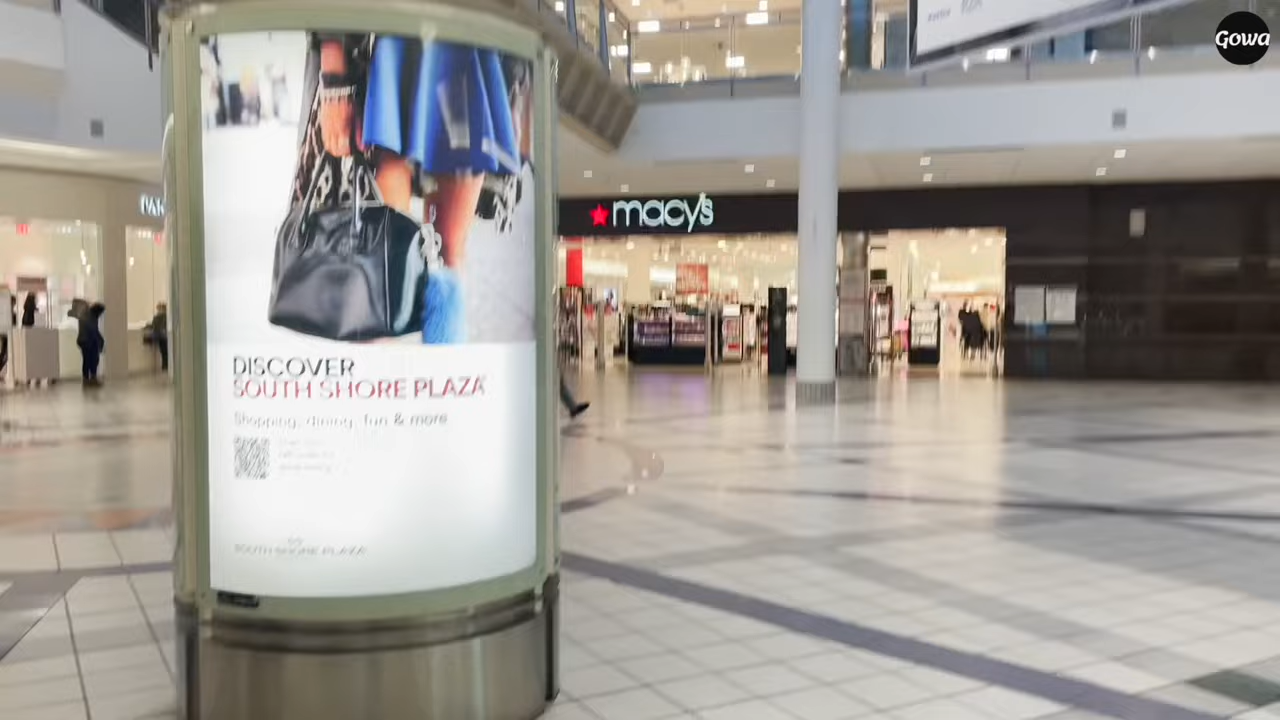 Gowa
macy's
DISCOVER
SOUTH SHORE PLAZA
Shopping, dining, fun & more
SOUTH SHORE PLAZA